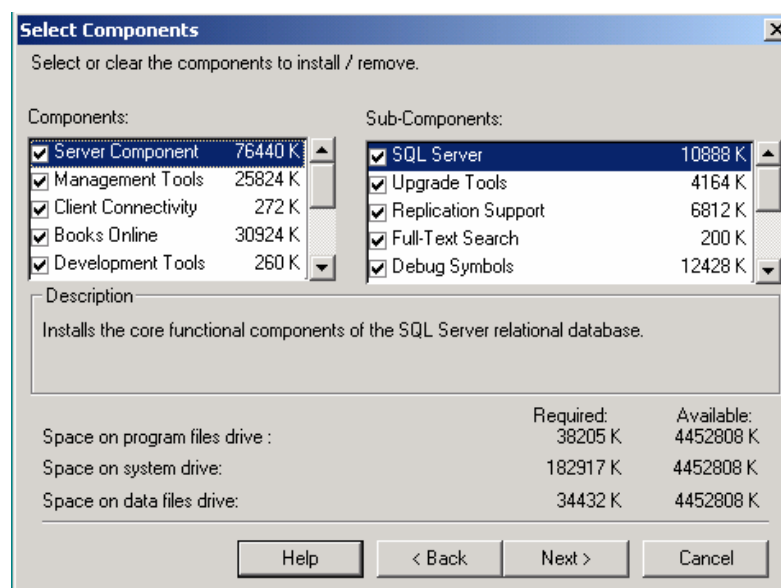 Select Components
Select or clear the components to install / remove.
Components:
Server Component 76440 K
Management Tools 25824 K
Client Connectivity 272 K
Books Online 30924 K
Development Tools 260 K
Sub-Components:
SQL Server 10888 K
Upgrade Tools 4164 K
Replication Support 6812 K
Full-Text Search 200 K
Debug Symbols 12428 K
Description
Installs the core functional components of the SQL Server relational database.
Required: Available:
Space on program files drive : 38205 K 4452808 K
Space on system drive: 182917 K 4452808 K
Space on data files drive: 34432 K 4452808 K
Help < Back Next > Cancel